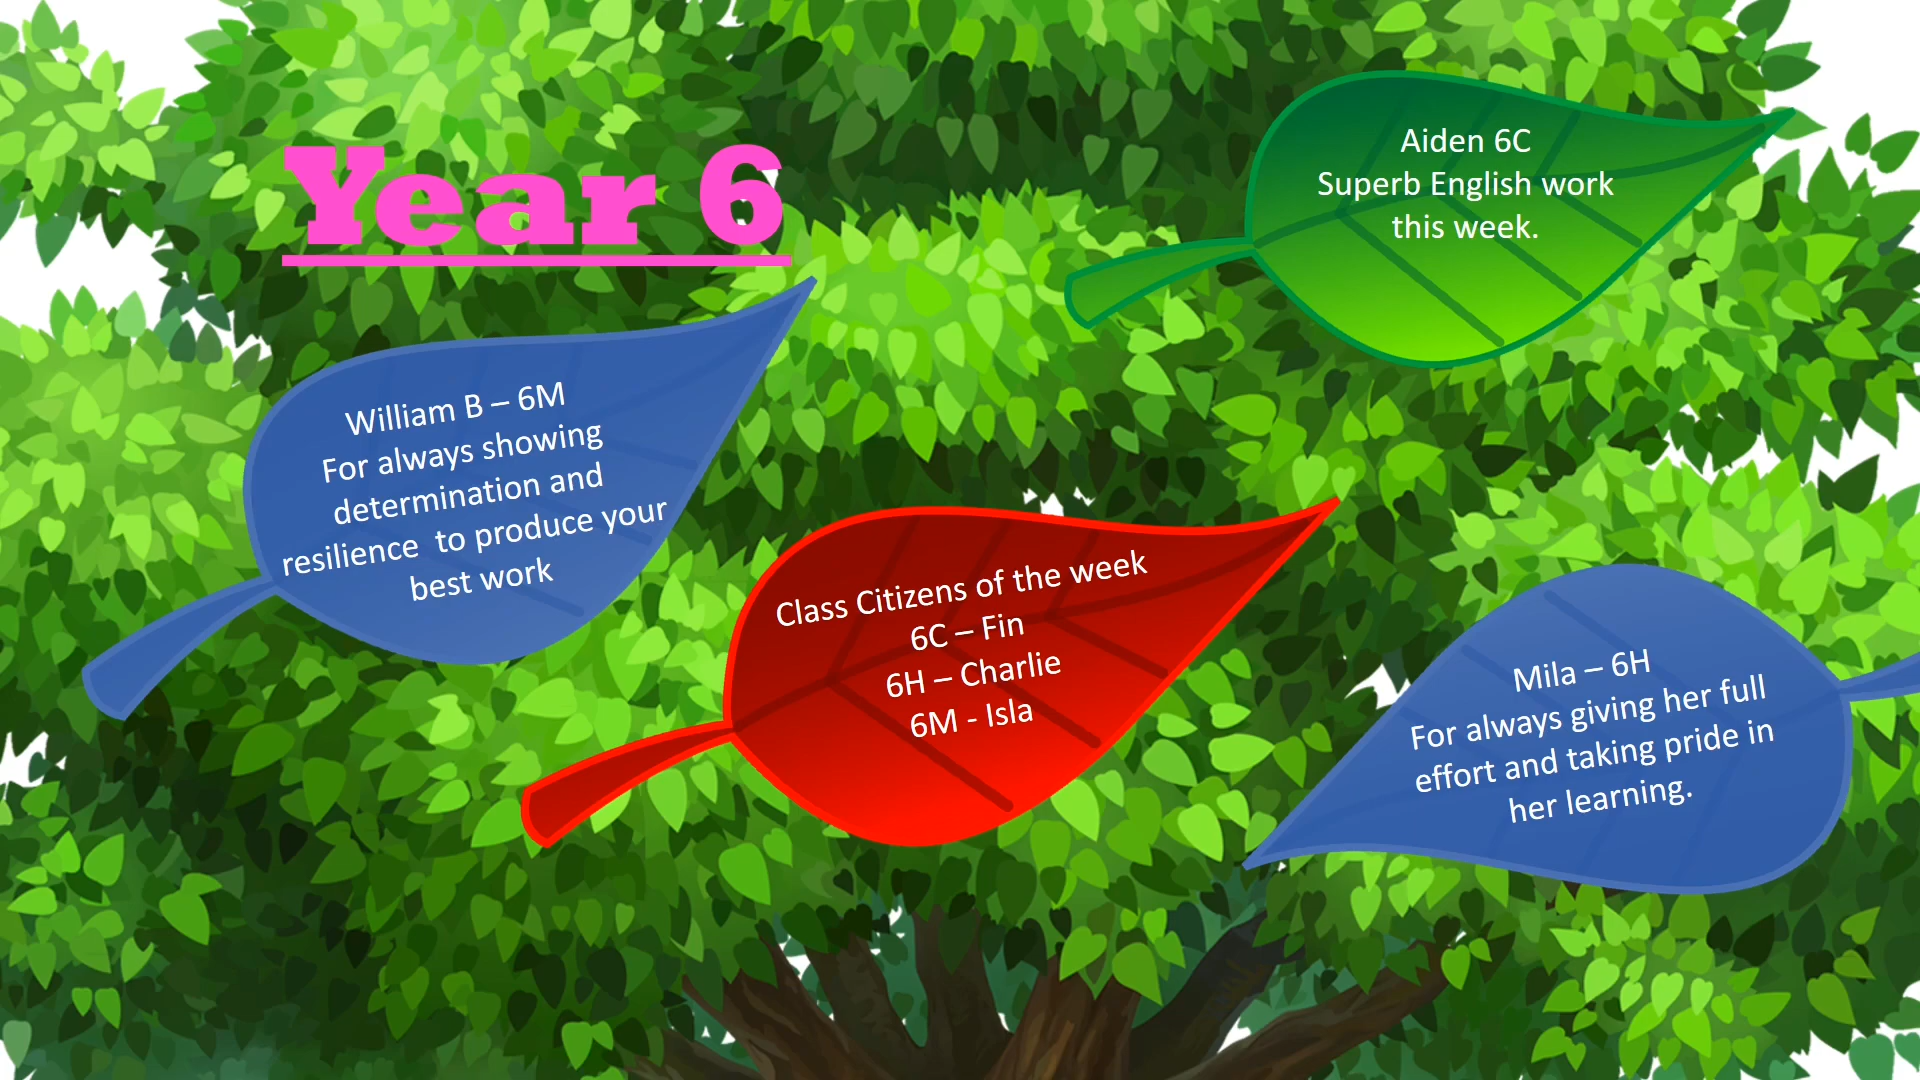 Year 6
Aiden 6C
Superb English work
this week.
William B – 6M
For always showing
determination and
resilience  to produce your
best work
Class Citizens of the week
6C – Fin
6H – Charlie
6M - Isla
Mila – 6H
For always giving her full
effort and taking pride in
her learning.